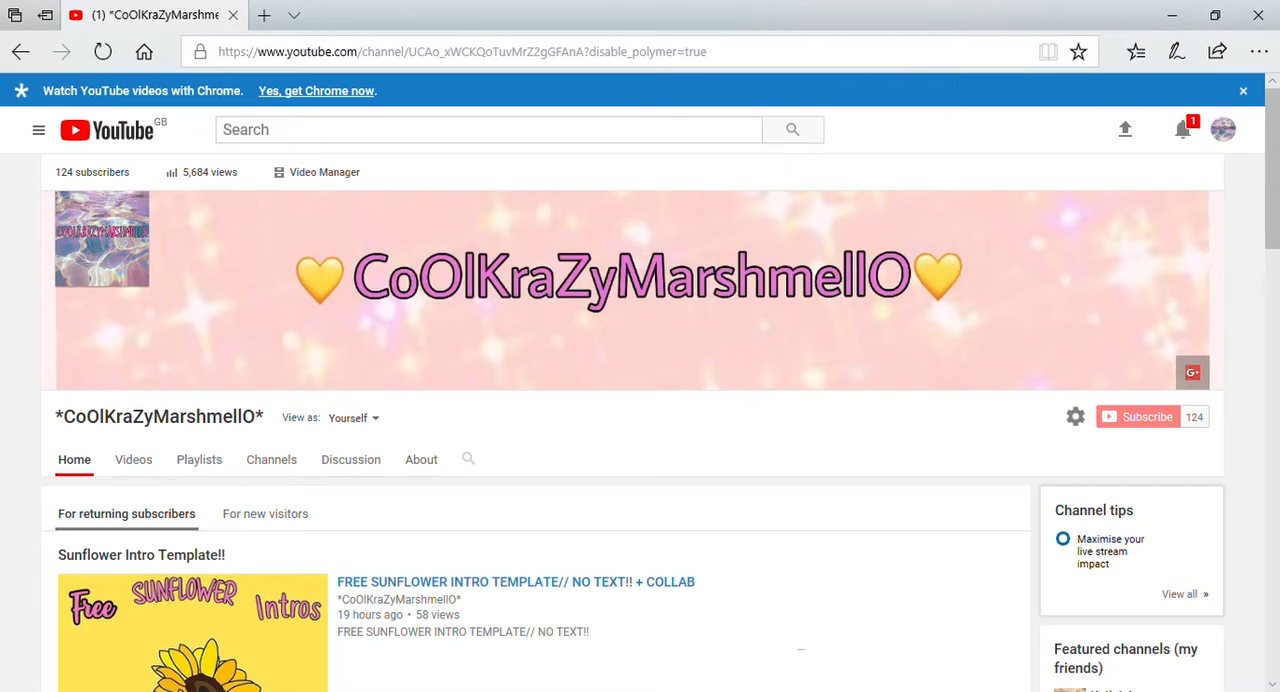 (1) *CoOlKraZyMarshme
https://www.youtube.com/channel/UCAo_xWCKQoTuvMrZ2gGFAnA?disable_polymer=true
Watch YouTube videos with Chrome. Yes, get Chrome now.
YouTube GB
Search
1
124 subscribers 5,684 views Video Manager
COOLKRAZYMARSHMELLO
CoOlKraZyMarshmellO
G+
*CoOlKraZyMarshmellO* View as: Yourself
Subscribe 124
Home Videos Playlists Channels Discussion About
For returning subscribers For new visitors
Sunflower Intro Template!!
Free SUNFLOWER Intros
FREE SUNFLOWER INTRO TEMPLATE// NO TEXT!! + COLLAB
*CoOlKraZyMarshmellO*
19 hours ago • 58 views
FREE SUNFLOWER INTRO TEMPLATE// NO TEXT!!
...
Channel tips
Maximise your
live stream
impact
View all »
Featured channels (my
friends)